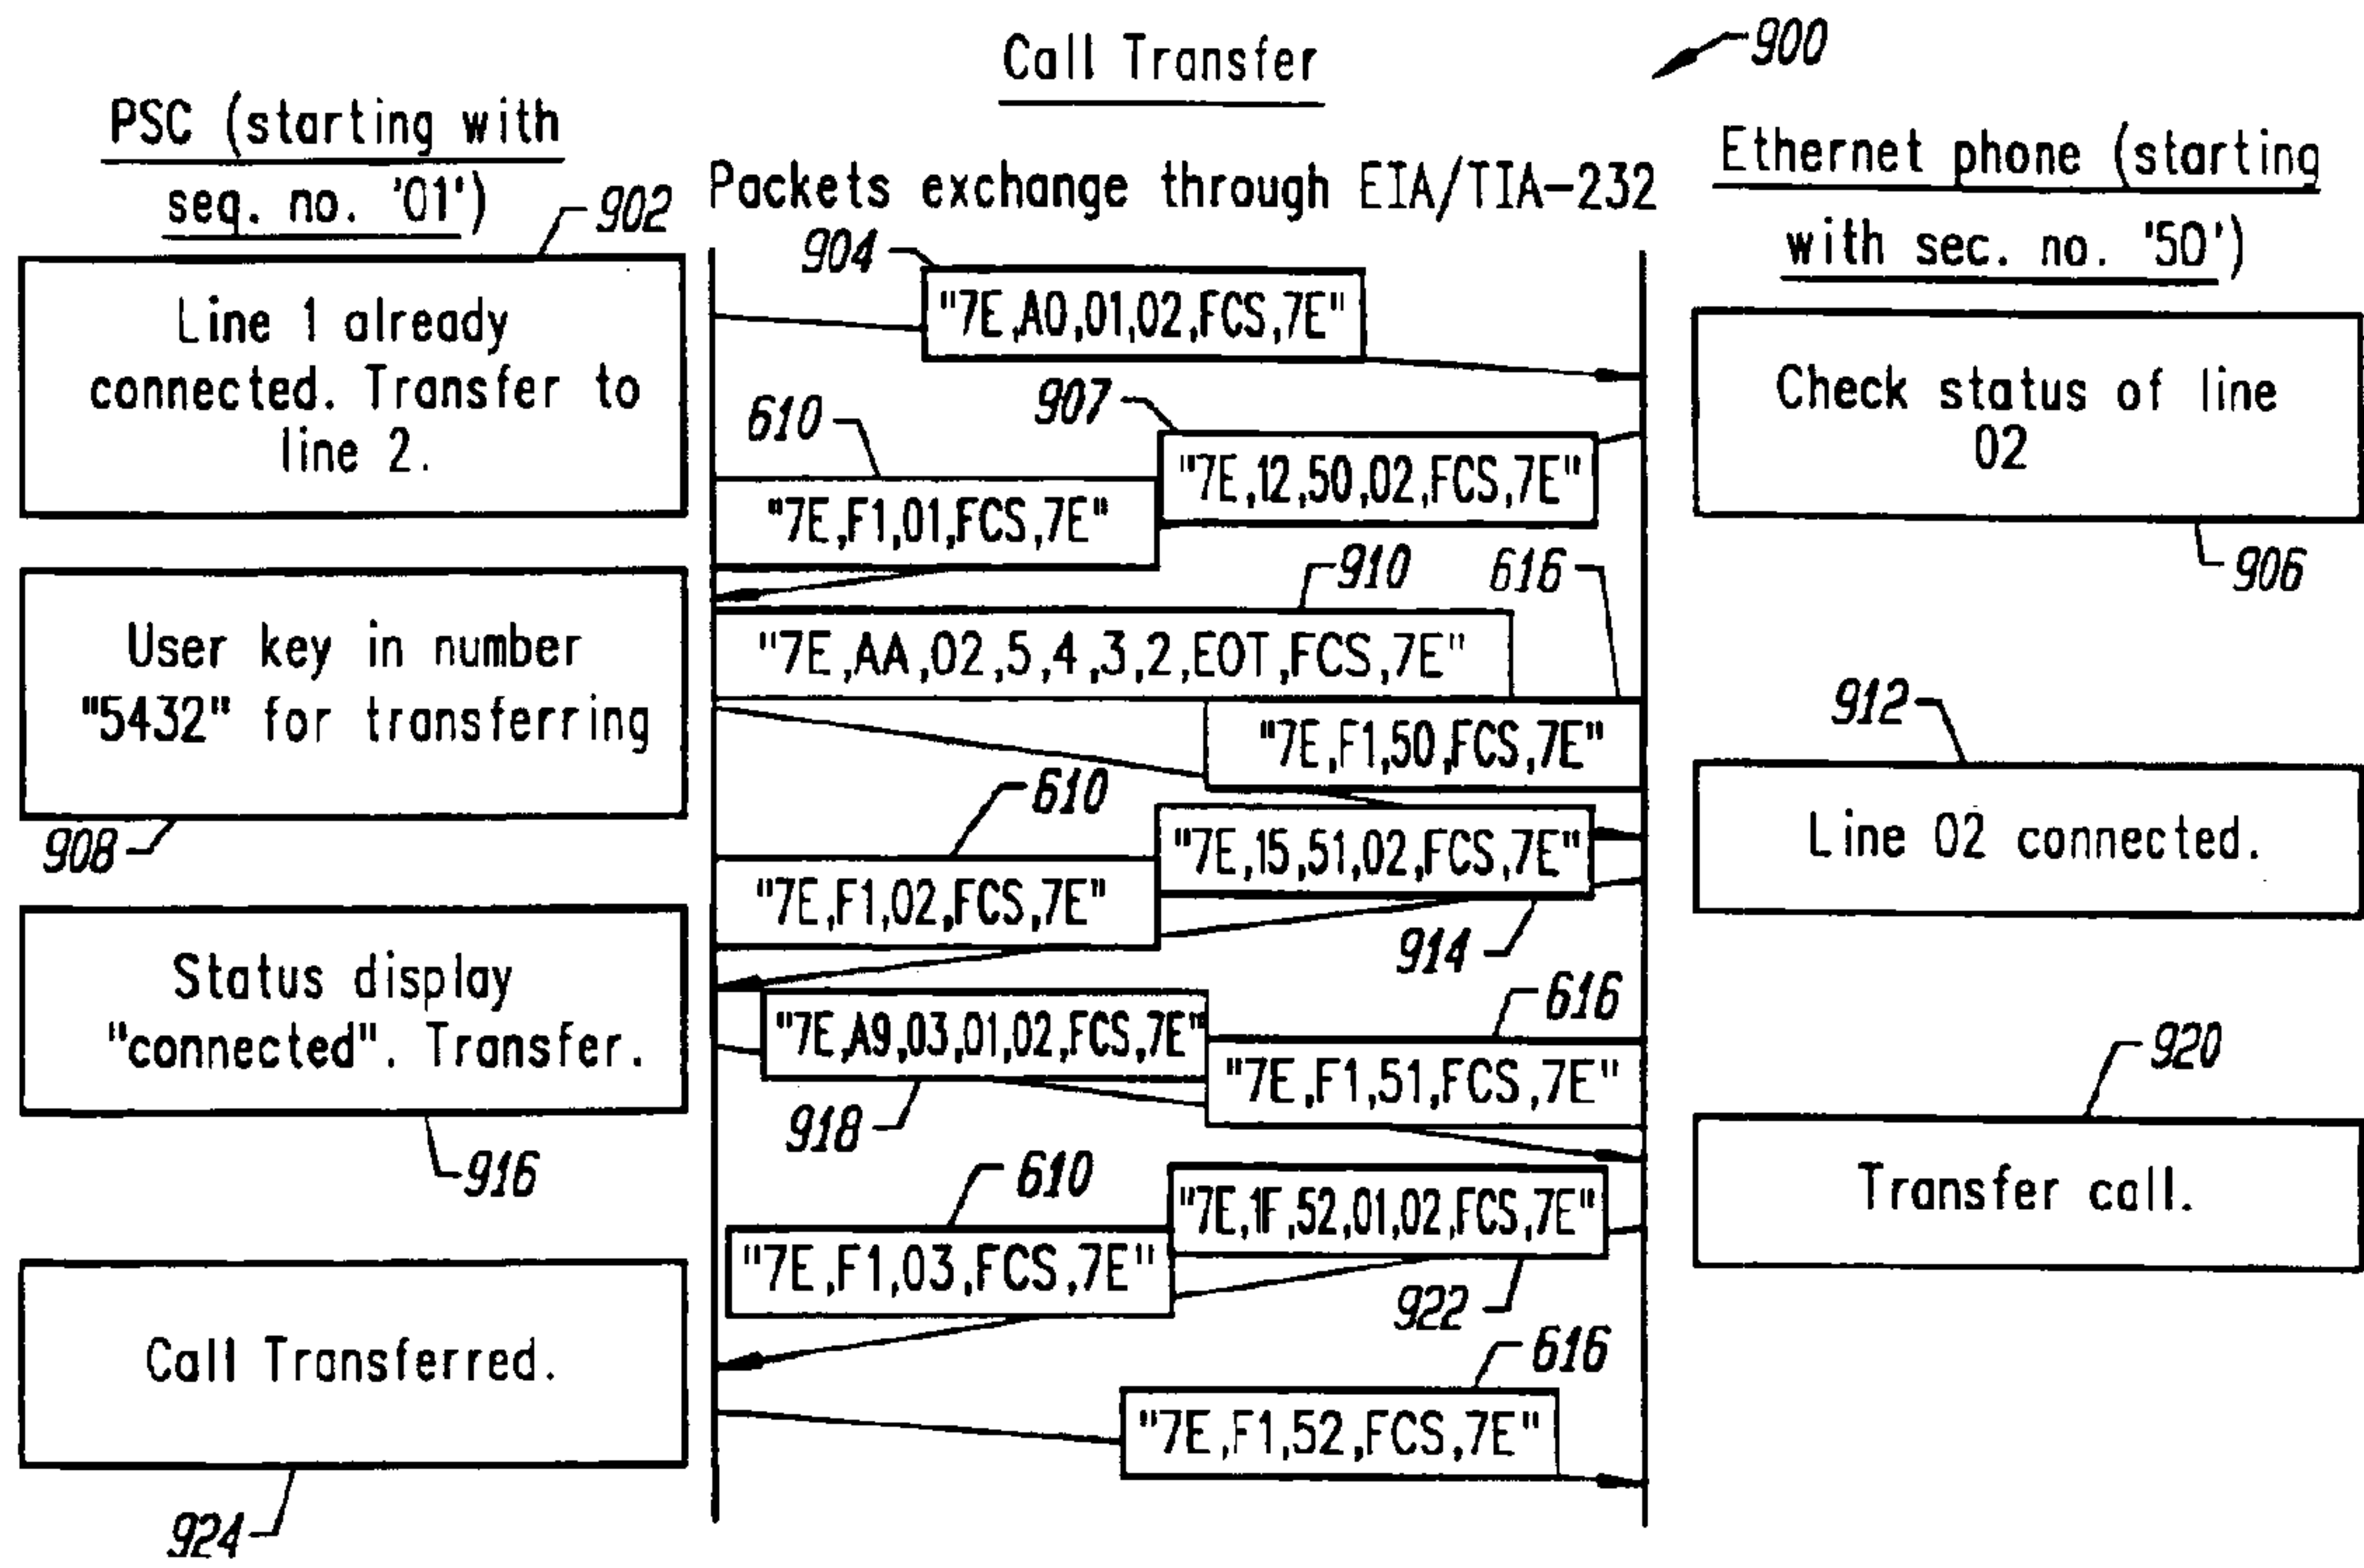 Call Transfer
900
PSC (starting with
seq. no. '01')
Packets exchange through EIA/TIA-232
Ethernet phone (starting
with sec. no. '50')
902
Line 1 already
connected. Transfer to
line 2.
904
"7E,A0,01,02,FCS,7E"
Check status of line
02
906
907
"7E,12,50,02,FCS,7E"
610
"7E,F1,01,FCS,7E"
User key in number
"5432" for transferring
908
910
"7E,AA,02,5,4,3,2,EOT,FCS,7E"
616
"7E,F1,50,FCS,7E"
912
Line 02 connected.
610
"7E,15,51,02,FCS,7E"
"7E,F1,02,FCS,7E"
914
Status display
"connected". Transfer.
916
"7E,A9,03,01,02,FCS,7E"
918
616
"7E,F1,51,FCS,7E"
920
Transfer call.
610
"7E,1F,52,01,02,FCS,7E"
"7E,F1,03,FCS,7E"
922
Call Transferred.
924
616
"7E,F1,52,FCS,7E"